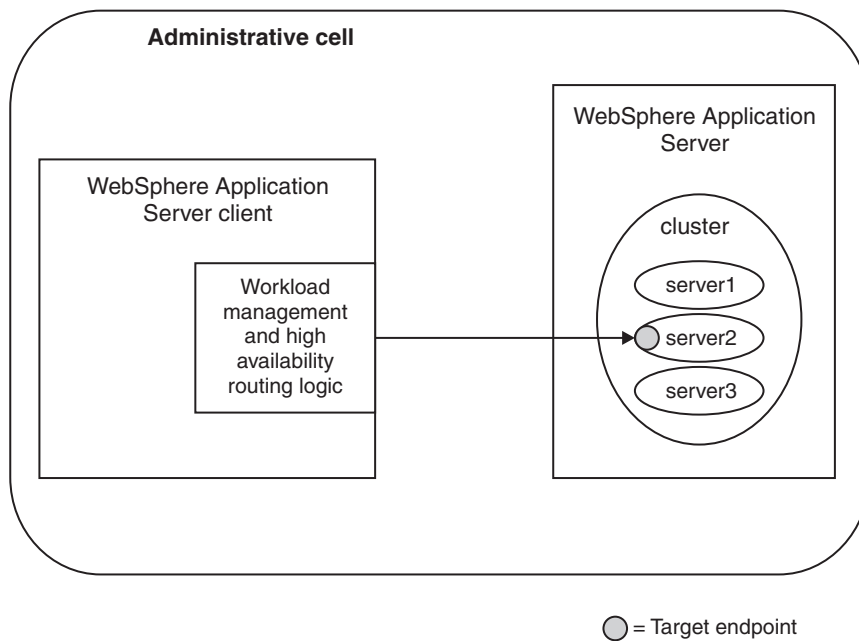 Administrative cell
WebSphere Application
Server client
Workload
management
and high
availability
routing logic
WebSphere Application
Server
cluster
server1
server2
server3
= Target endpoint